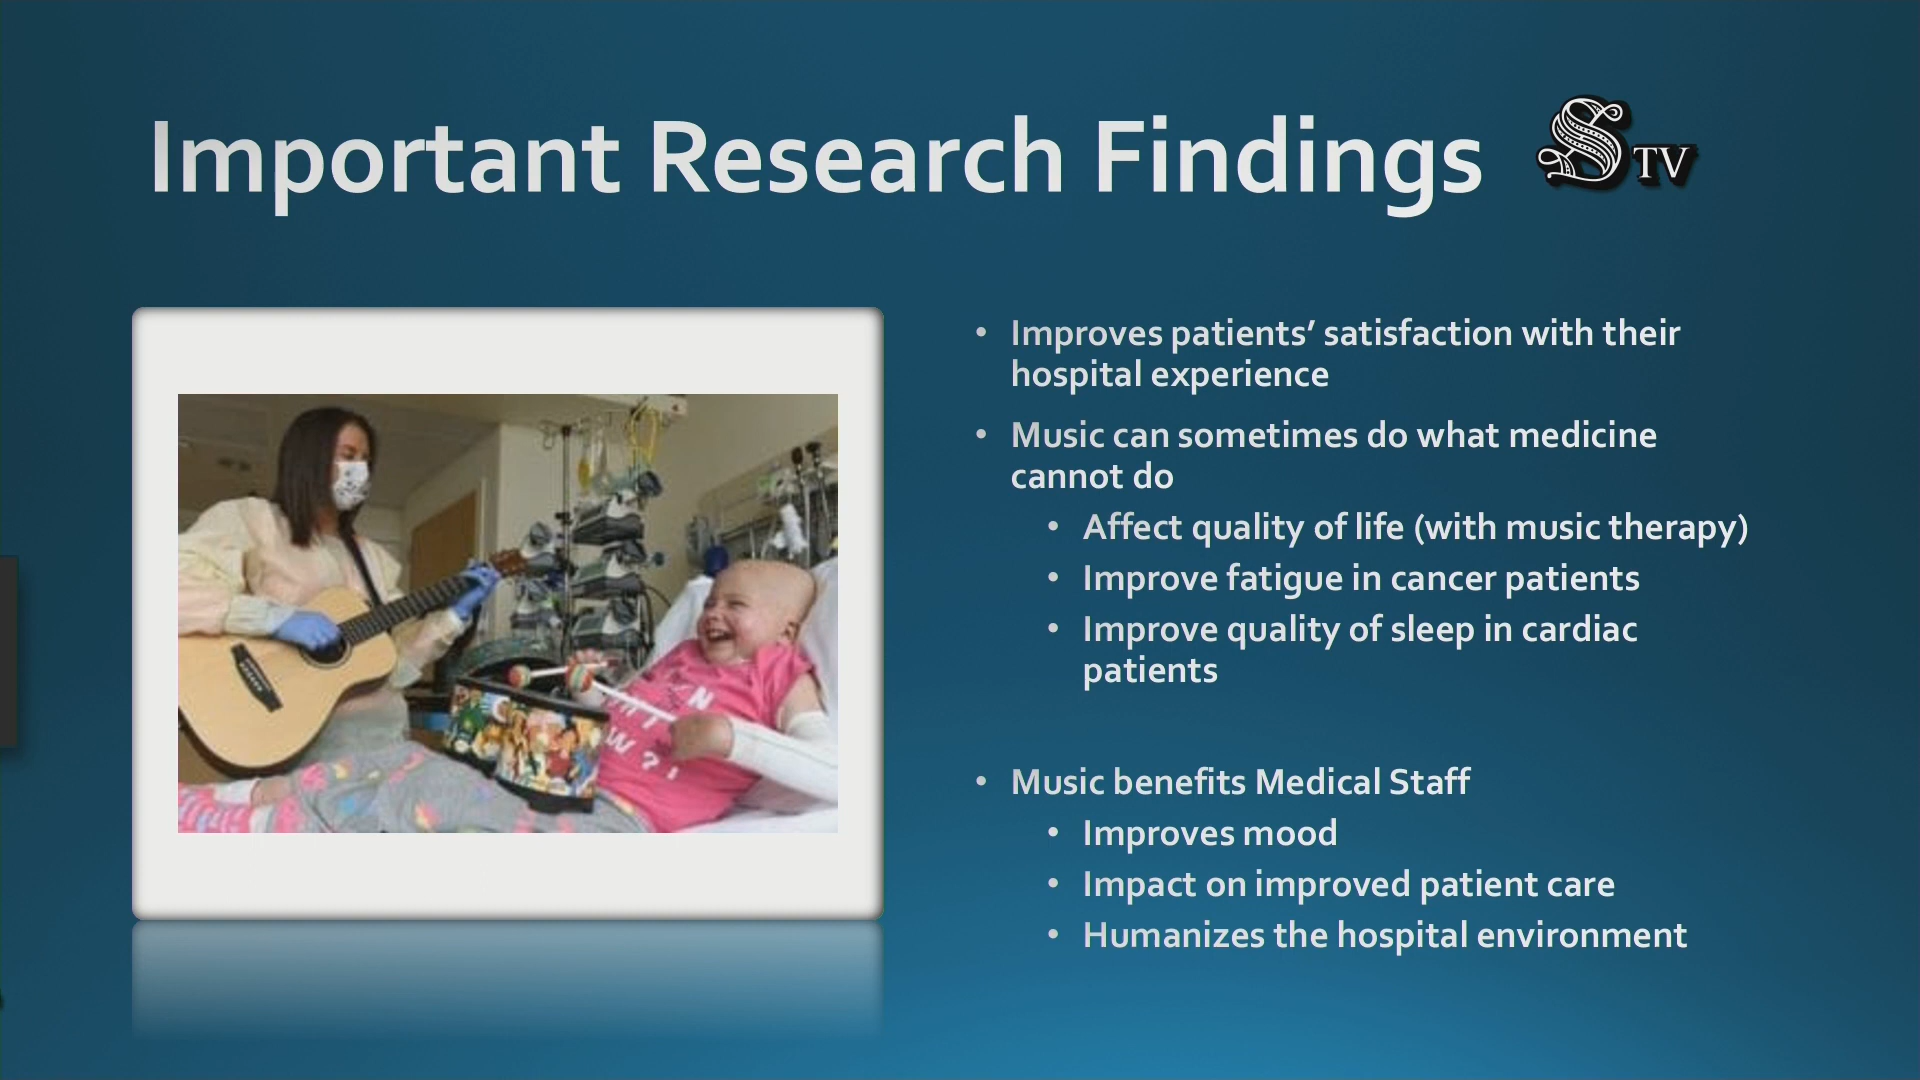 Important Research Findings
S TV
• Improves patients’ satisfaction with their
hospital experience
• Music can sometimes do what medicine
cannot do
• Affect quality of life (with music therapy)
• Improve fatigue in cancer patients
• Improve quality of sleep in cardiac
patients
• Music benefits Medical Staff
• Improves mood
• Impact on improved patient care
• Humanizes the hospital environment